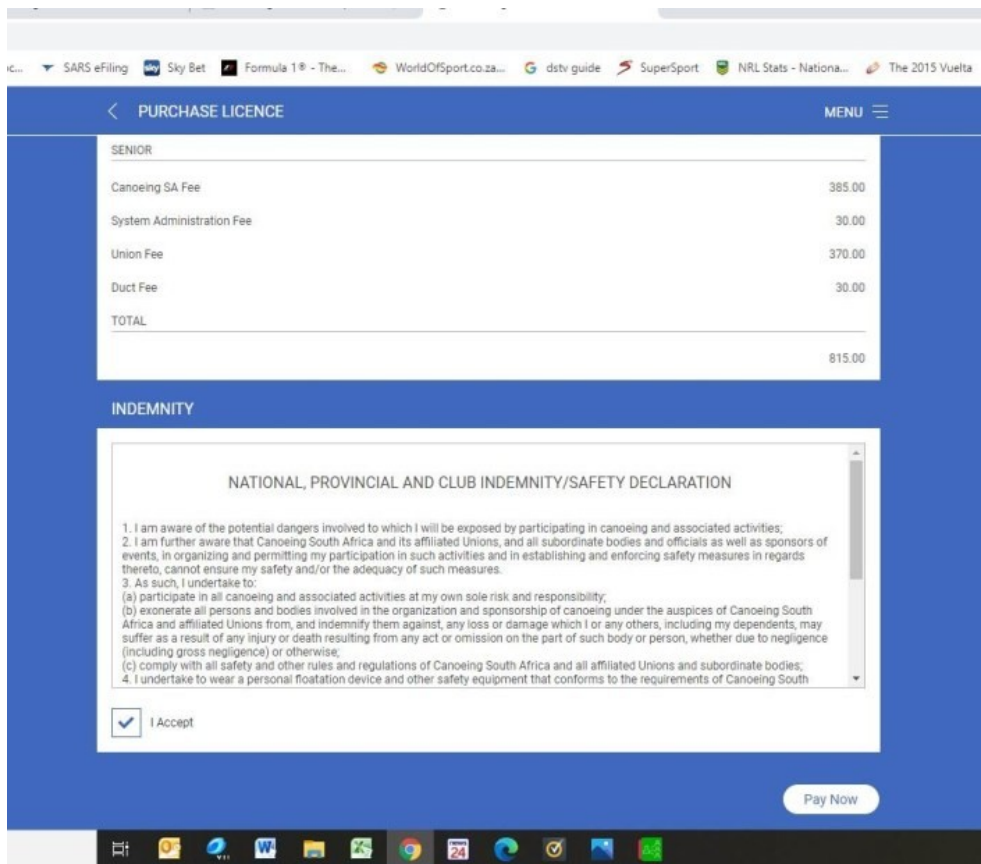 SARS eFiling Sky Bet Formula 1® - The... WorldOfSport.co.za... dstv guide SuperSport NRL Stats - Nationa... The 2015 Vuelta
PURCHASE LICENCE MENU
SENIOR
Canoeing SA Fee 385.00
System Administration Fee 30.00
Union Fee 370.00
Duct Fee 30.00
TOTAL
815.00
INDEMNITY
NATIONAL, PROVINCIAL AND CLUB INDEMNITY/SAFETY DECLARATION
1. I am aware of the potential dangers involved to which I will be exposed by participating in canoeing and associated activities;
2. I am further aware that Canoeing South Africa and its affiliated Unions, and all subordinate bodies and officials as well as sponsors of
events, in organizing and permitting my participation in such activities and in establishing and enforcing safety measures in regards
thereto, cannot ensure my safety and/or the adequacy of such measures.
3. As such, I undertake to:
(a) participate in all canoeing and associated activities at my own sole risk and responsibility;
(b) exonerate all persons and bodies involved in the organization and sponsorship of canoeing under the auspices of Canoeing South
Africa and affiliated Unions from, and indemnify them against, any loss or damage which I or any others, including my dependents, may
suffer as a result of any injury or death resulting from any act or omission on the part of such body or person, whether due to negligence
(including gross negligence) or otherwise;
(c) comply with all safety and other rules and regulations of Canoeing South Africa and all affiliated Unions and subordinate bodies;
4. I undertake to wear a personal floatation device and other safety equipment that conforms to the requirements of Canoeing South
I Accept
Pay Now
24